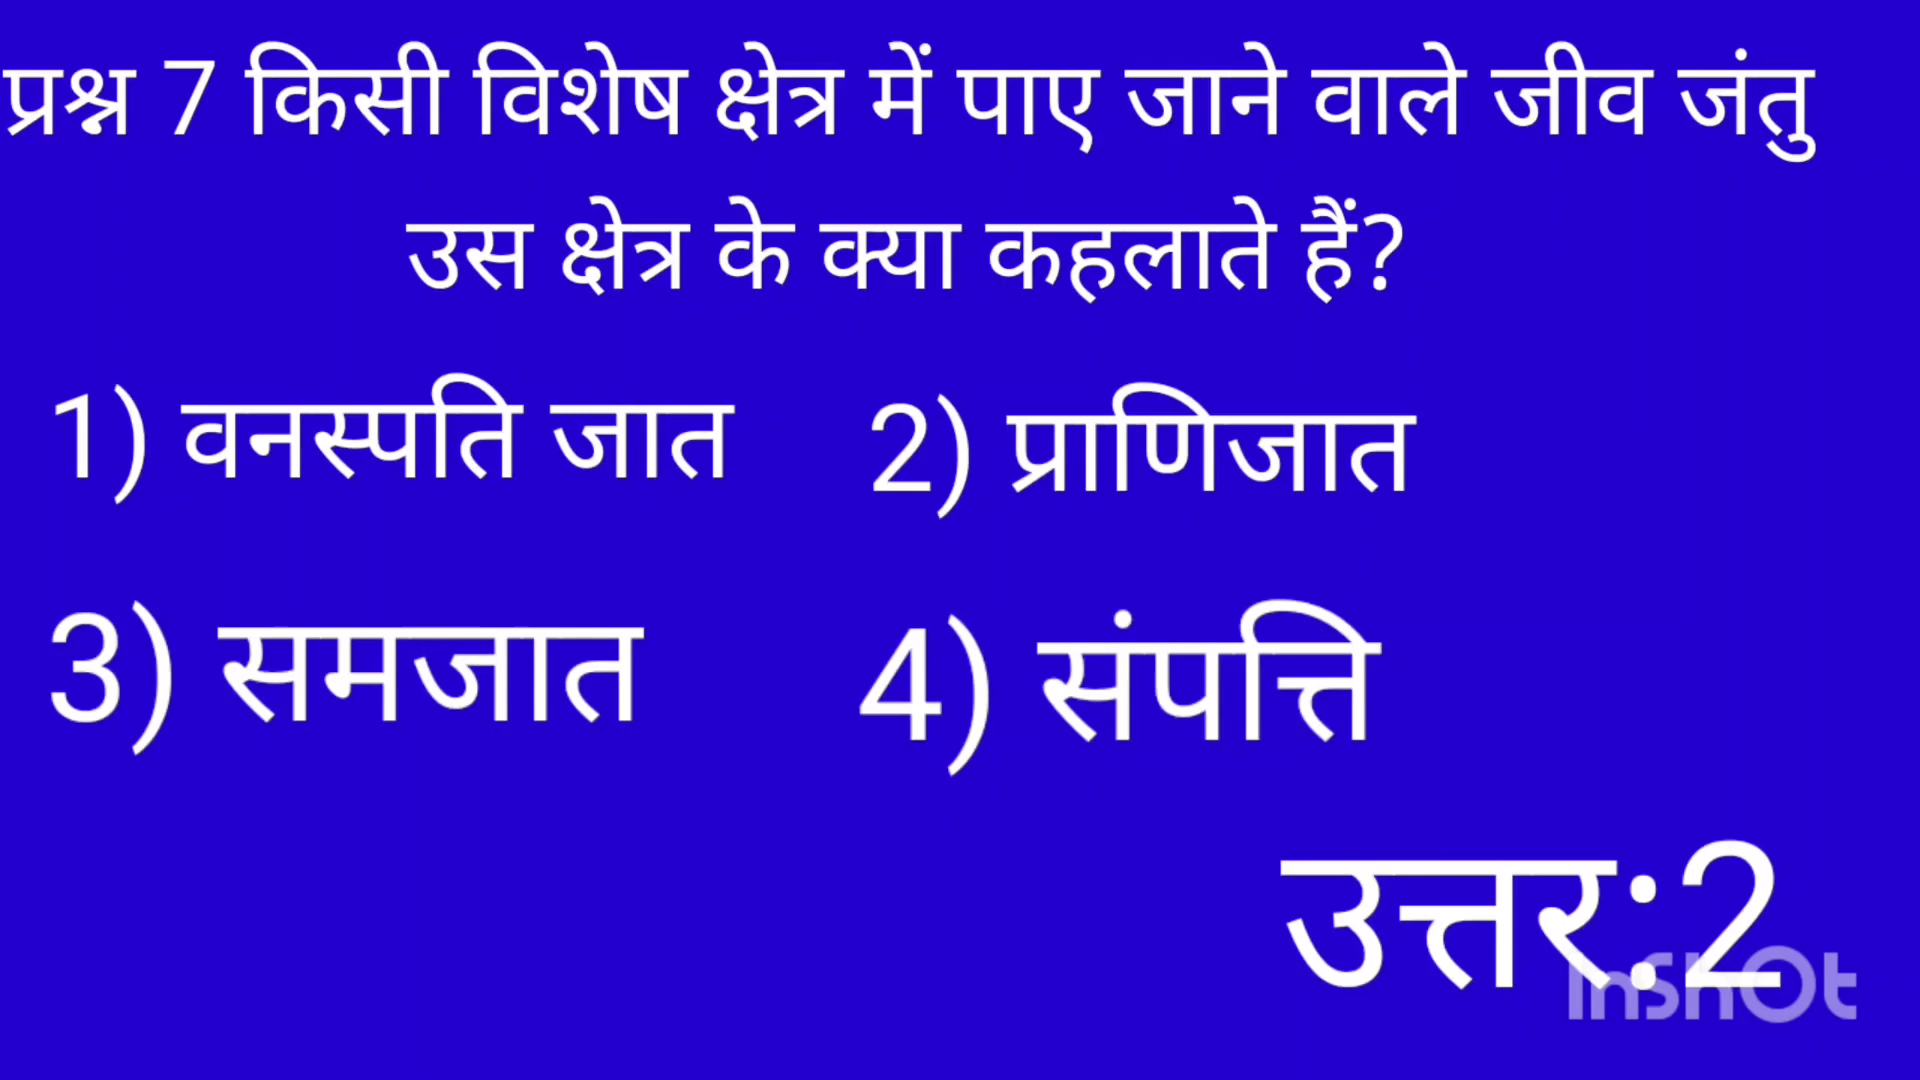 प्रश्न 7 किसी विशेष क्षेत्र में पाए जाने वाले जीव जंतु
उस क्षेत्र के क्या कहलाते हैं?
1) वनस्पति जात 2) प्राणिजात
3) समजात 4) संपत्ति
उत्तर:2
InShOt